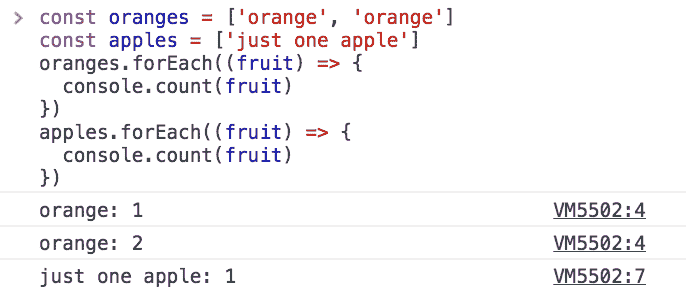 > const oranges = ['orange', 'orange']
const apples = ['just one apple']
oranges.forEach((fruit) => {
  console.count(fruit)
})
apples.forEach((fruit) => {
  console.count(fruit)
})
orange: 1 VM5502:4
orange: 2 VM5502:4
just one apple: 1 VM5502:7